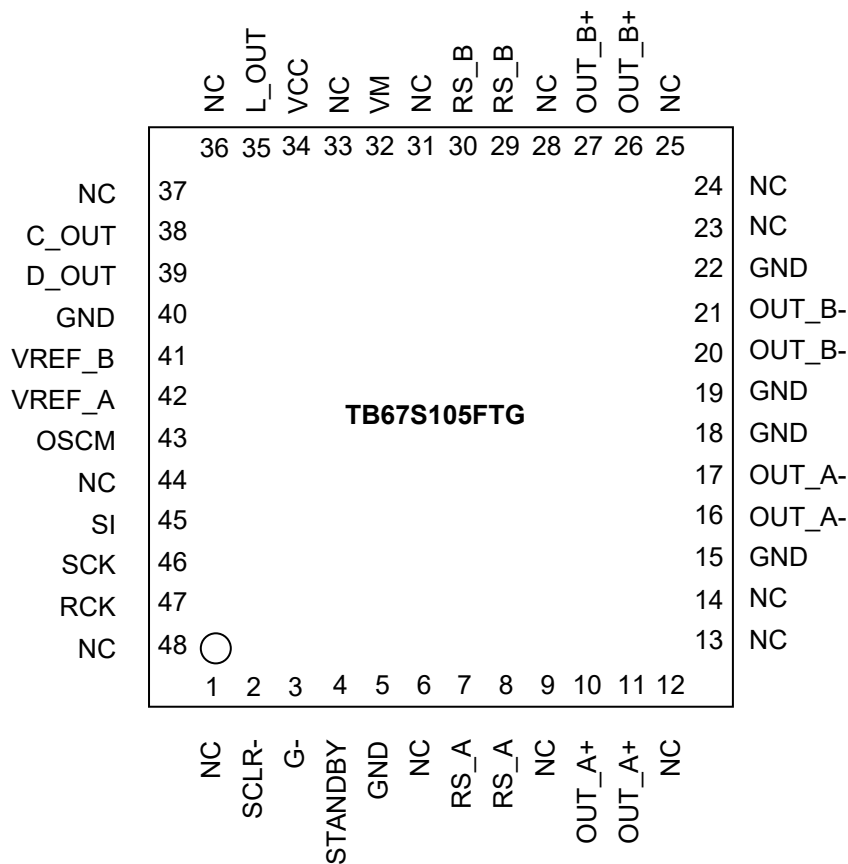 NC L_OUT VCC NC VM NC RS_B RS_B NC OUT_B+ OUT_B+ NC
36 35 34 33 32 31 30 29 28 27 26 25
NC 37
C_OUT 38
D_OUT 39
GND 40
VREF_B 41
VREF_A 42
OSCM 43
NC 44
SI 45
SCK 46
RCK 47
NC 48
TB67S105FTG
24 NC
23 NC
22 GND
21 OUT_B-
20 OUT_B-
19 GND
18 GND
17 OUT_A-
16 OUT_A-
15 GND
14 NC
13 NC
1 2 3 4 5 6 7 8 9 10 11 12
NC SCLR- G- STANDBY GND NC RS_A RS_A NC OUT_A+ OUT_A+ NC